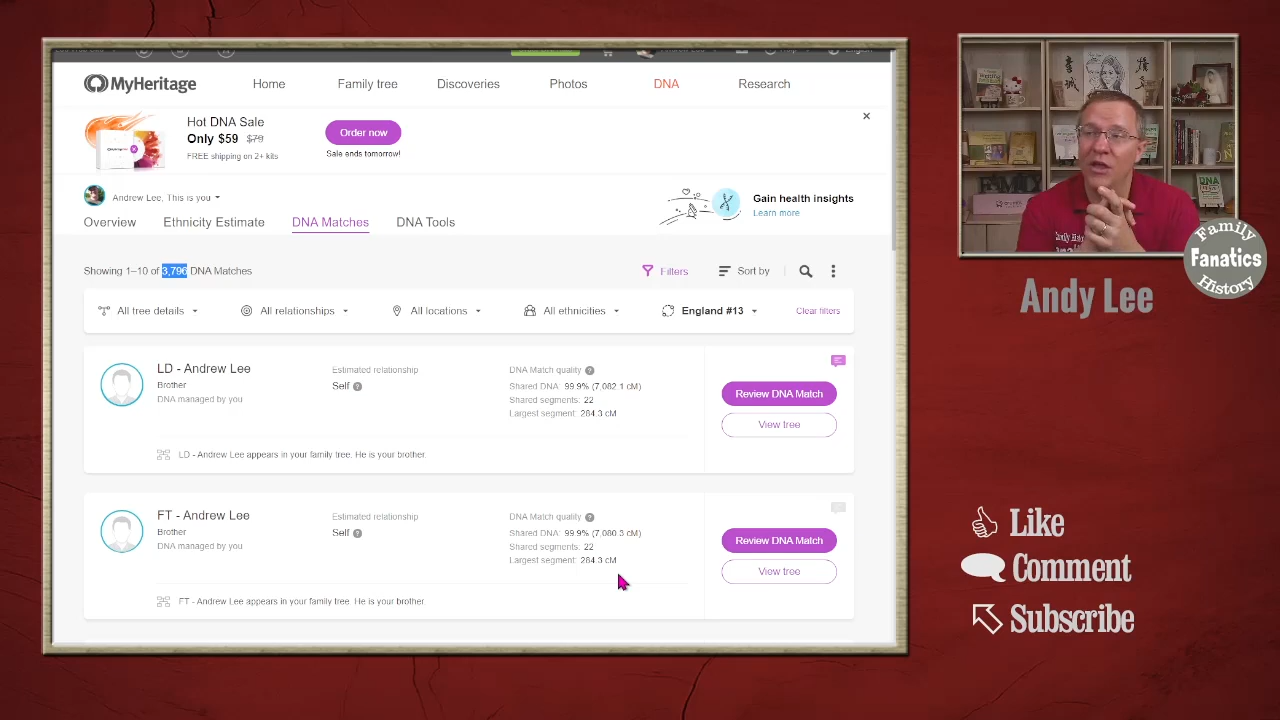 MyHeritage
Home Family tree Discoveries Photos DNA Research
Hot DNA Sale
Only $59 $79
FREE shipping on 2+ kits
Order now
Sale ends tomorrow!
Andrew Lee, This is you
Gain health insights
Learn more
Overview Ethnicity Estimate DNA Matches DNA Tools
Showing 1–10 of 3,796 DNA Matches
Filters Sort by
All tree details All relationships All locations All ethnicities England #13 Clear filters
LD - Andrew Lee
Brother
DNA managed by you
Estimated relationship
Self ?
DNA Match quality ?
Shared DNA: 99.9% (7,082.1 cM)
Shared segments: 22
Largest segment: 284.3 cM
Review DNA Match
View tree
LD - Andrew Lee appears in your family tree. He is your brother.
FT - Andrew Lee
Brother
DNA managed by you
Estimated relationship
Self ?
DNA Match quality ?
Shared DNA: 99.9% (7,080.3 cM)
Shared segments: 22
Largest segment: 284.3 cM
Review DNA Match
View tree
FT - Andrew Lee appears in your family tree. He is your brother.
Family
Fanatics
History
Andy Lee
Like
Comment
Subscribe